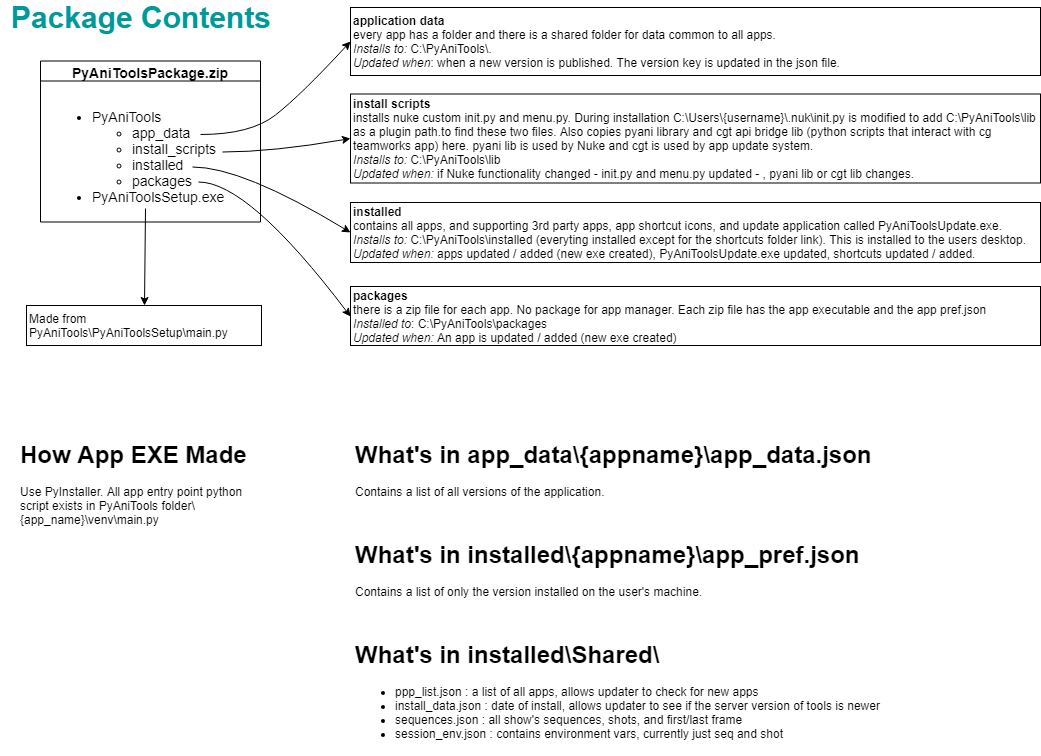 Package Contents
PyAniToolsPackage.zip
PyAniTools
app_data
install_scripts
installed
packages
PyAniToolsSetup.exe
Made from
PyAniTools\PyAniToolsSetup\main.py
application data
every app has a folder and there is a shared folder for data common to all apps.
Installs to: C:\PyAniTools\.
Updated when: when a new version is published. The version key is updated in the json file.
install scripts
installs nuke custom init.py and menu.py. During installation C:\Users\{username}\.nuk\init.py is modified to add C:\PyAniTools\lib
as a plugin path.to find these two files. Also copies pyani library and cgt api bridge lib (python scripts that interact with cg
teamworks app) here. pyani lib is used by Nuke and cgt is used by app update system.
Installs to: C:\PyAniTools\lib
Updated when: if Nuke functionality changed - init.py and menu.py updated - , pyani lib or cgt lib changes.
installed
contains all apps, and supporting 3rd party apps, app shortcut icons, and update application called PyAniToolsUpdate.exe.
Installs to: C:\PyAniTools\installed (everyting installed except for the shortcuts folder link). This is installed to the users desktop.
Updated when: apps updated / added (new exe created), PyAniToolsUpdate.exe updated, shortcuts updated / added.
packages
there is a zip file for each app. No package for app manager. Each zip file has the app executable and the app pref.json
Installed to: C:\PyAniTools\packages
Updated when: An app is updated / added (new exe created)
How App EXE Made
Use PyInstaller. All app entry point python
script exists in PyAniTools folder\
{app_name}\venv\main.py
What's in app_data\{appname}\app_data.json
Contains a list of all versions of the application.
What's in installed\{appname}\app_pref.json
Contains a list of only the version installed on the user's machine.
What's in installed\Shared\
ppp_list.json : a list of all apps, allows updater to check for new apps
install_data.json : date of install, allows updater to see if the server version of tools is newer
sequences.json : all show's sequences, shots, and first/last frame
session_env.json : contains environment vars, currently just seq and shot